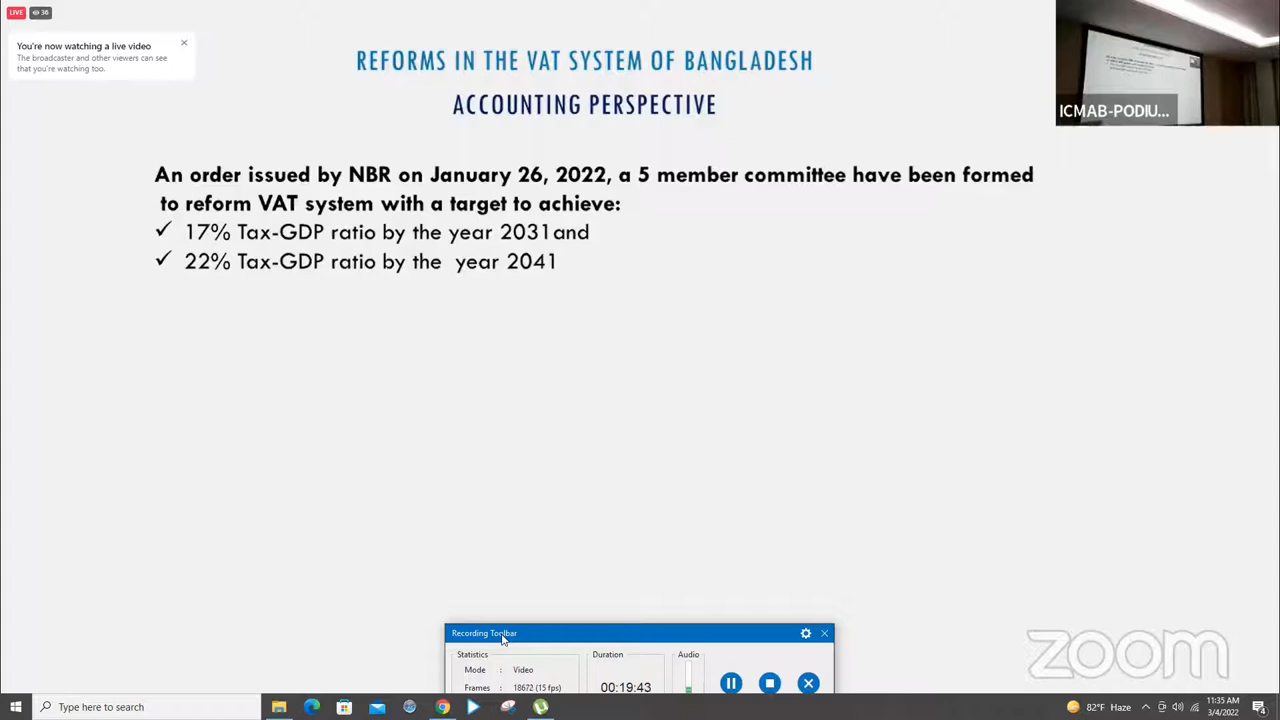 LIVE 36
You're now watching a live video
The broadcaster and other viewers can see
that you're watching too.
REFORMS IN THE VAT SYSTEM OF BANGLADESH
ACCOUNTING PERSPECTIVE
ICMAB-PODIU...
An order issued by NBR on January 26, 2022, a 5 member committee have been formed
to reform VAT system with a target to achieve:
✓ 17% Tax-GDP ratio by the year 2031and
✓ 22% Tax-GDP ratio by the year 2041
Recording Toolbar
Statistics
Duration
Audio
Mode : Video
Frames : 18672 (15 fps)
00:19:43
zoom
Type here to search
82°F Haze
11:35 AM
3/4/2022
4